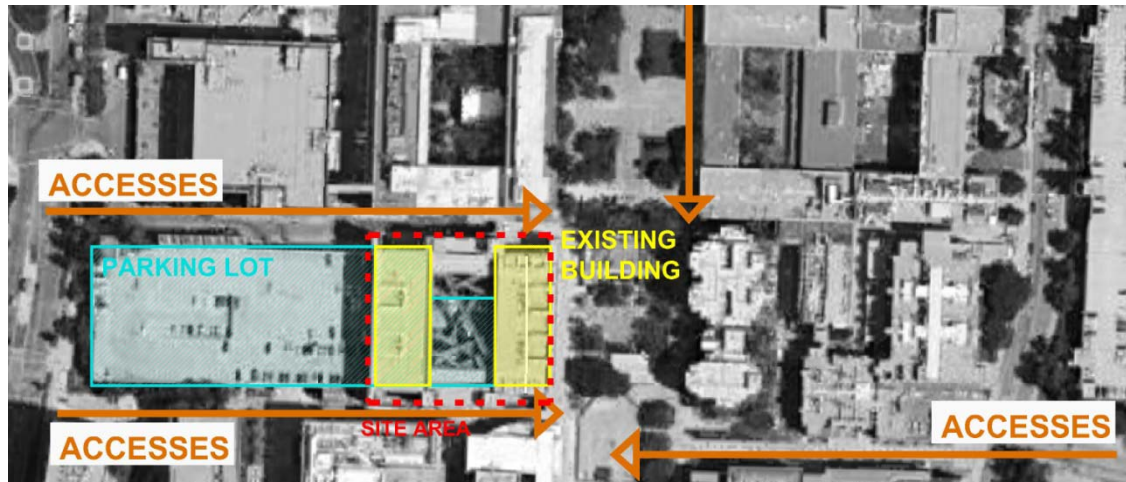 ACCESSES
EXISTING
BUILDING
PARKING LOT
SITE AREA
ACCESSES
ACCESSES